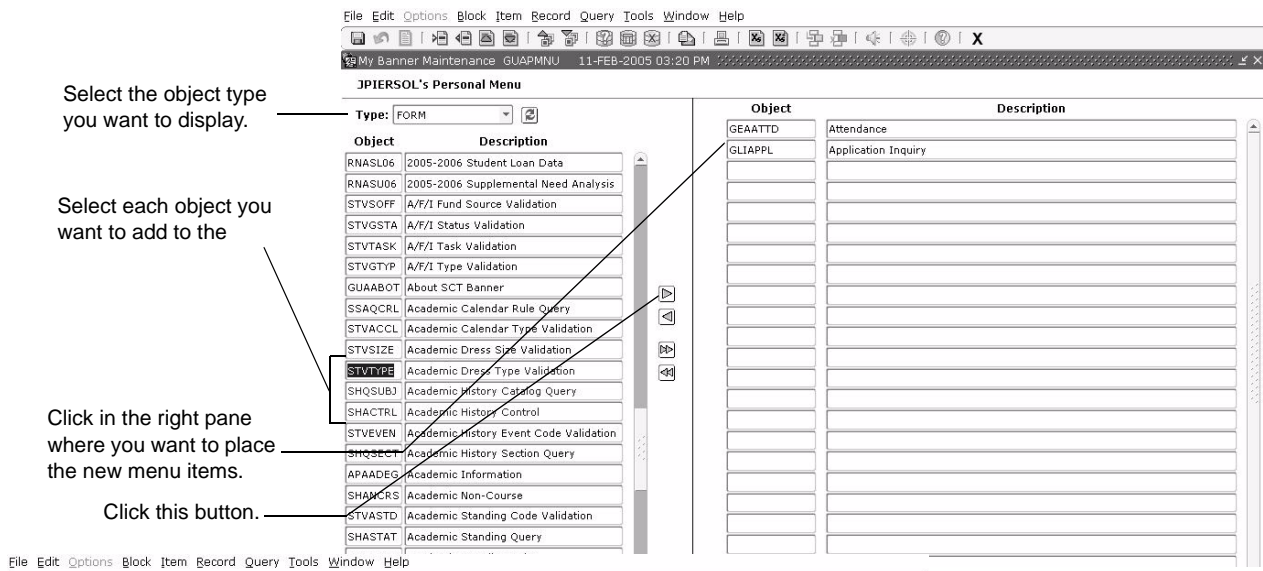 File Edit Options Block Item Record Query Tools Window Help
X
My Banner Maintenance GUAPMNU 11-FEB-2005 03:20 PM
JPIERSOL's Personal Menu
Select the object type
you want to display.
Type: FORM
Object Description
RNASL06 2005-2006 Student Loan Data
RNASU06 2005-2006 Supplemental Need Analysis
STVSOFF A/F/I Fund Source Validation
STVGSTA A/F/I Status Validation
STVTASK A/F/I Task Validation
STVGTYP A/F/I Type Validation
GUAABOT About SCT Banner
SSAQCRL Academic Calendar Rule Query
STVACCL Academic Calendar Type Validation
STVSIZE Academic Dress Size Validation
STVTYPE Academic Dress Type Validation
SHQSUBJ Academic History Catalog Query
SHACTRL Academic History Control
STVEVEN Academic History Event Code Validation
SHQSECT Academic History Section Query
APAADEG Academic Information
SHANCRS Academic Non-Course
STVASTD Academic Standing Code Validation
SHASTAT Academic Standing Query
Object Description
GEAATTD Attendance
GLIAPPL Application Inquiry
Select each object you
want to add to the
Click in the right pane
where you want to place
the new menu items.
Click this button.
File Edit Options Block Item Record Query Tools Window Help